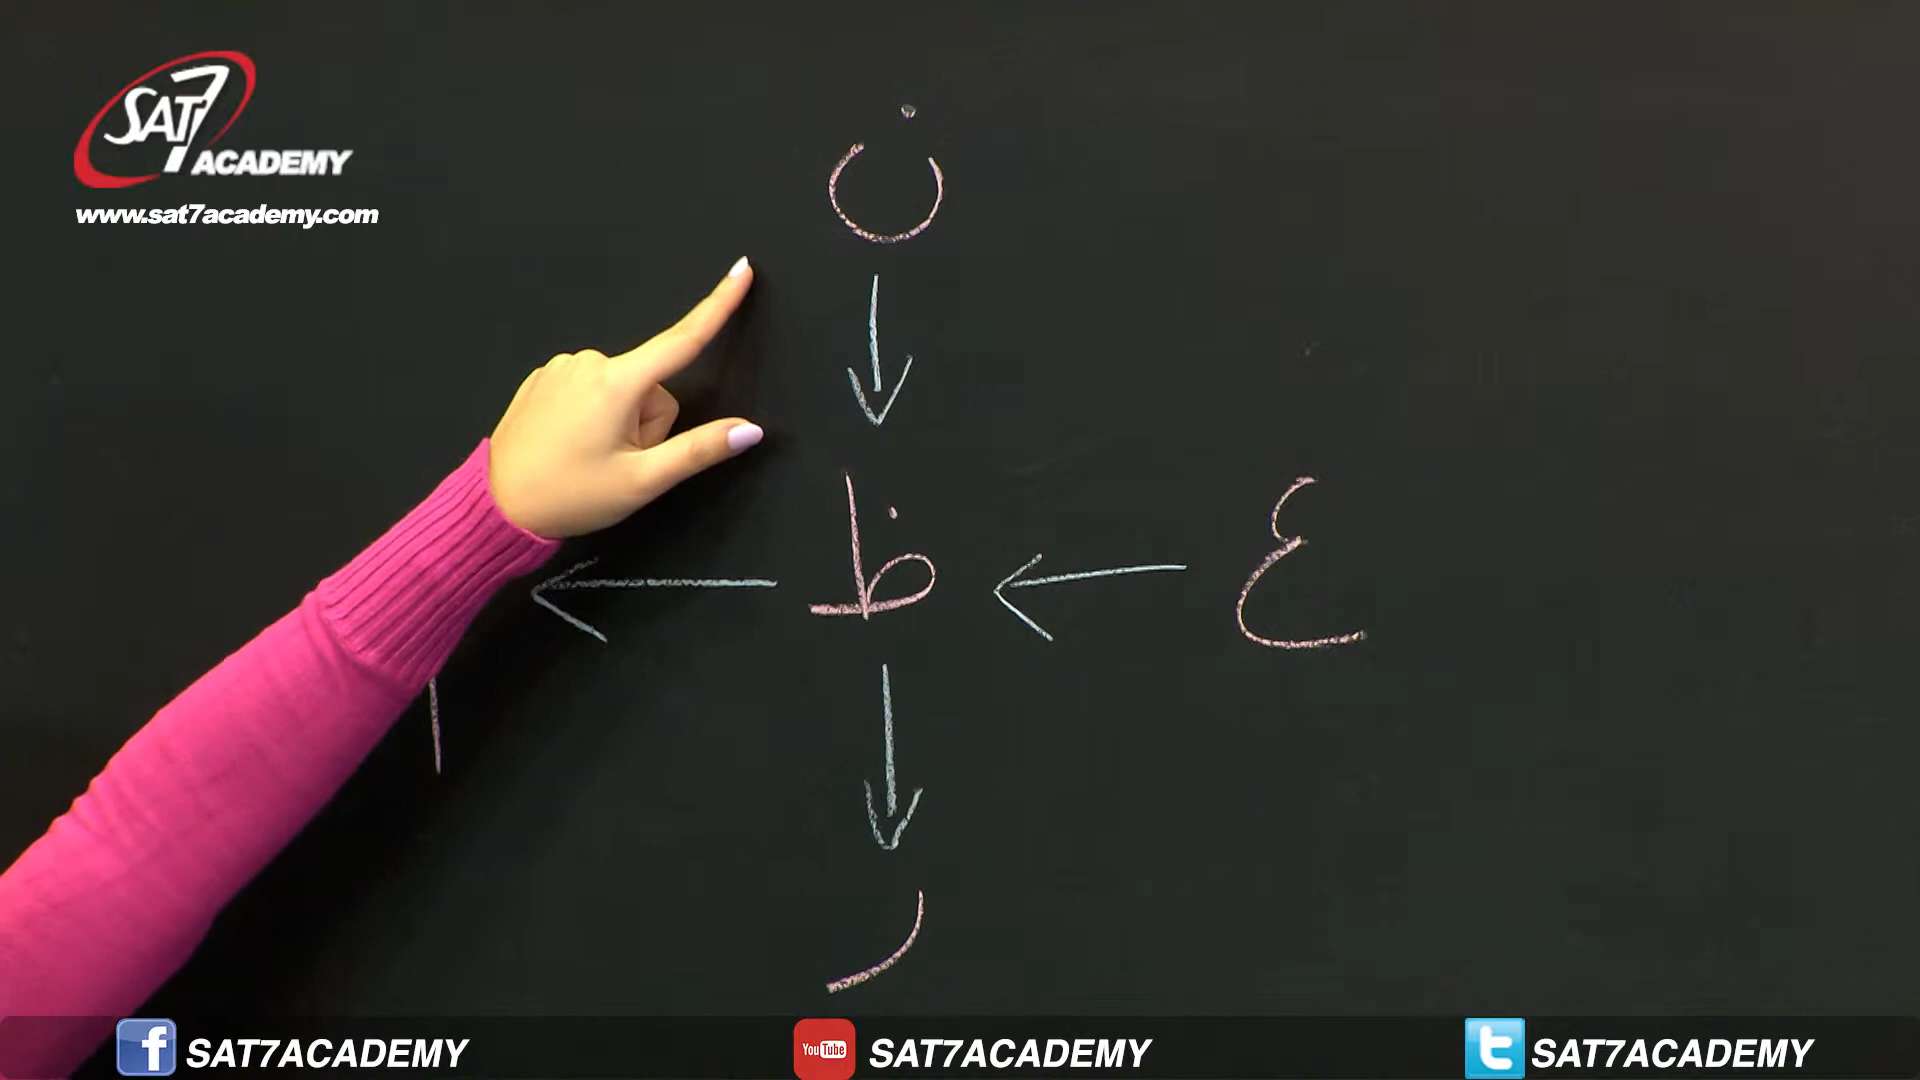 SAT7
ACADEMY
www.sat7academy.com
ن
ظ ع
ر
SAT7ACADEMY YouTube SAT7ACADEMY SAT7ACADEMY